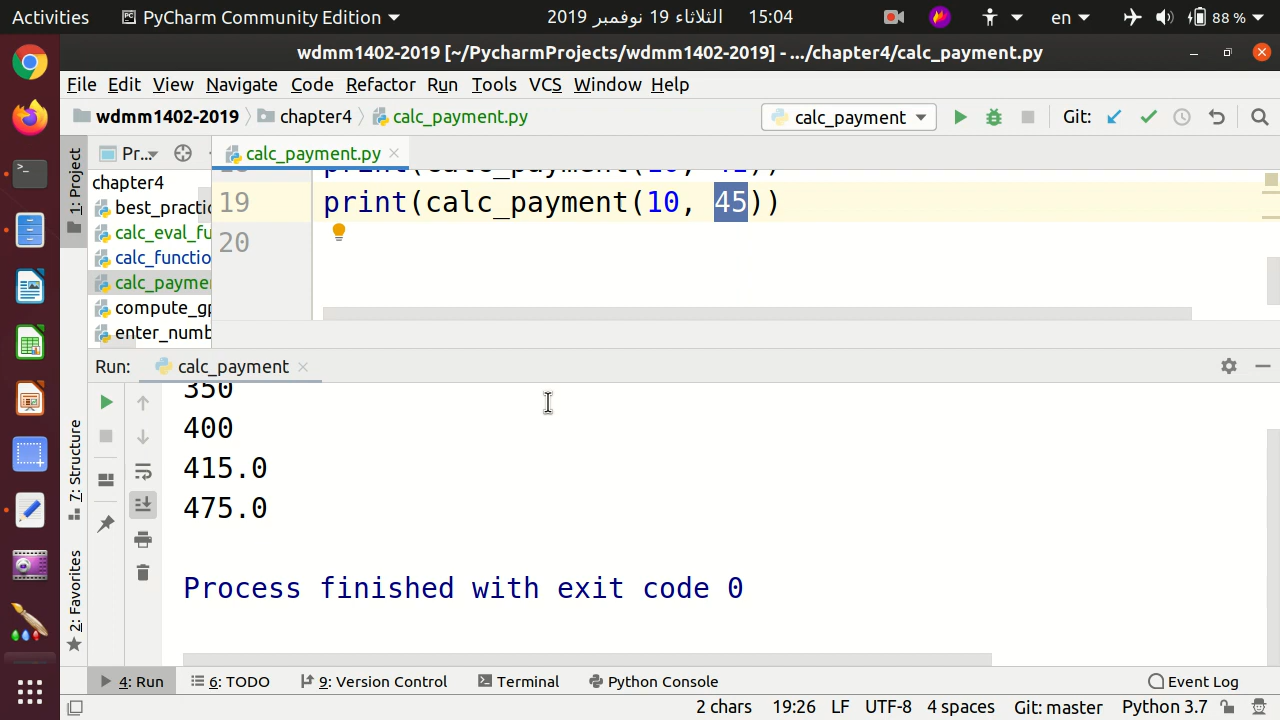 Activities PyCharm Community Edition الثلاثاء 19 نوفمبر 2019 15:04 en 88 %
wdmm1402-2019 [~/PycharmProjects/wdmm1402-2019] - .../chapter4/calc_payment.py
File Edit View Navigate Code Refactor Run Tools VCS Window Help
wdmm1402-2019 chapter4 calc_payment.py calc_payment Git:
1: Project Pr... calc_payment.py
chapter4
best_practic
calc_eval_fu
calc_functio
calc_payme
compute_gp
enter_numb
19 print(calc_payment(10, 45))
20
Run: calc_payment
350
400
415.0
475.0
Process finished with exit code 0
7: Structure
2: Favorites
4: Run 6: TODO 9: Version Control Terminal Python Console Event Log
2 chars 19:26 LF UTF-8 4 spaces Git: master Python 3.7